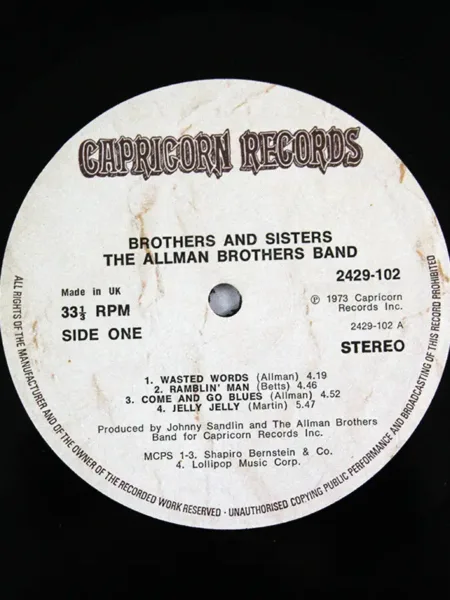 CAPRICORN RECORDS
BROTHERS AND SISTERS
THE ALLMAN BROTHERS BAND
2429-102
Made in UK
33⅓ RPM
SIDE ONE
℗ 1973 Capricorn
Records Inc.
2429-102 A
STEREO
1. WASTED WORDS (Allman) 4.19
2. RAMBLIN' MAN (Betts) 4.46
3. COME AND GO BLUES (Allman) 4.52
4. JELLY JELLY (Martin) 5.47
Produced by Johnny Sandlin and The Allman Brothers
Band for Capricorn Records Inc.
MCPS 1-3. Shapiro Bernstein & Co.
4. Lollipop Music Corp.
ALL RIGHTS OF THE MANUFACTURER AND OF THE OWNER OF THE RECORDED WORK RESERVED - UNAUTHORISED COPYING PUBLIC PERFORMANCE AND BROADCASTING OF THIS RECORD PROHIBITED